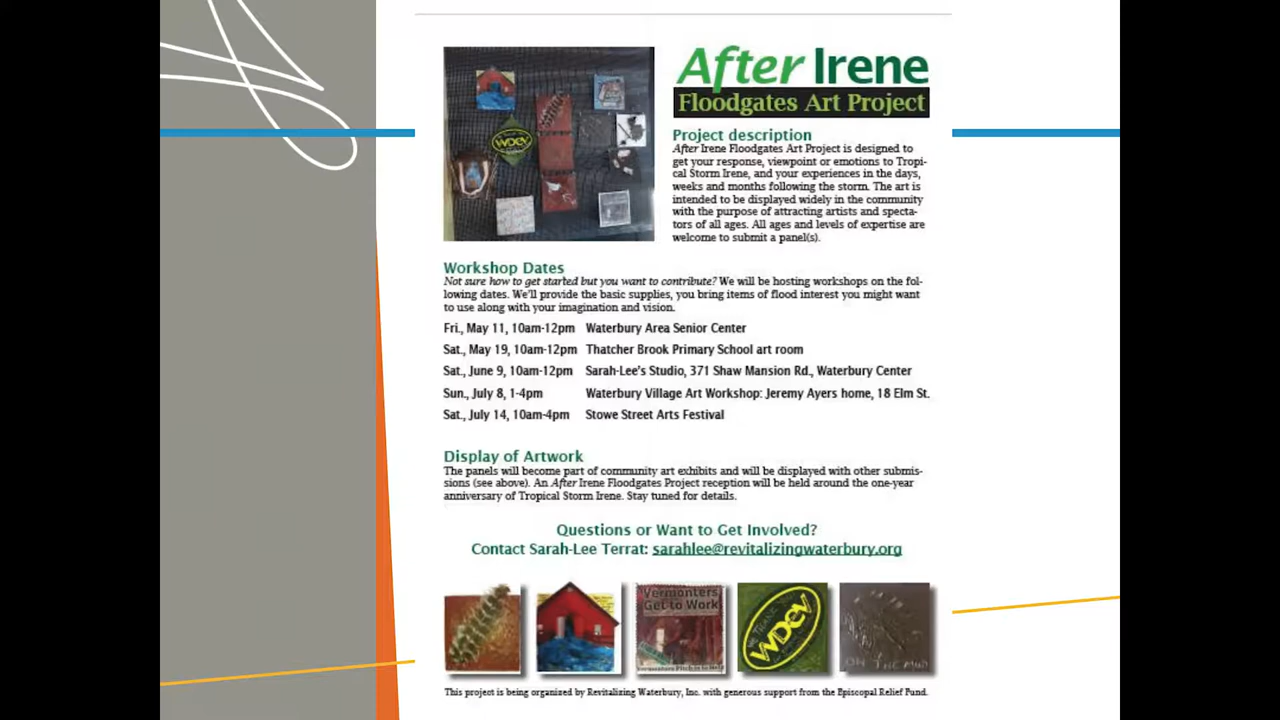 After Irene
Floodgates Art Project
Project description
After Irene Floodgates Art Project is designed to
get your response, viewpoint or emotions to Tropi-
cal Storm Irene, and your experiences in the days,
weeks and months following the storm. The art is
intended to be displayed widely in the community
with the purpose of attracting artists and specta-
tors of all ages. All ages and levels of expertise are
welcome to submit a panel(s).
WDEV
Workshop Dates
Not sure how to get started but you want to contribute? We will be hosting workshops on the fol-
lowing dates. We'll provide the basic supplies, you bring items of flood interest you might want
to use along with your imagination and vision.
Fri., May 11, 10am-12pm Waterbury Area Senior Center
Sat., May 19, 10am-12pm Thatcher Brook Primary School art room
Sat., June 9, 10am-12pm Sarah-Lee's Studio, 371 Shaw Mansion Rd., Waterbury Center
Sun., July 8, 1-4pm Waterbury Village Art Workshop: Jeremy Ayers home, 18 Elm St.
Sat., July 14, 10am-4pm Stowe Street Arts Festival
Display of Artwork
The panels will become part of community art exhibits and will be displayed with other submis-
sions (see above). An After Irene Floodgates Project reception will be held around the one-year
anniversary of Tropical Storm Irene. Stay tuned for details.
Questions or Want to Get Involved?
Contact Sarah-Lee Terrat: sarahlee@revitalizingwaterbury.org
Vermonters
Get to Work
WE THANK
WDEV
ON THE MUD
This project is being organized by Revitalizing Waterbury, Inc. with generous support from the Episcopal Relief Fund.